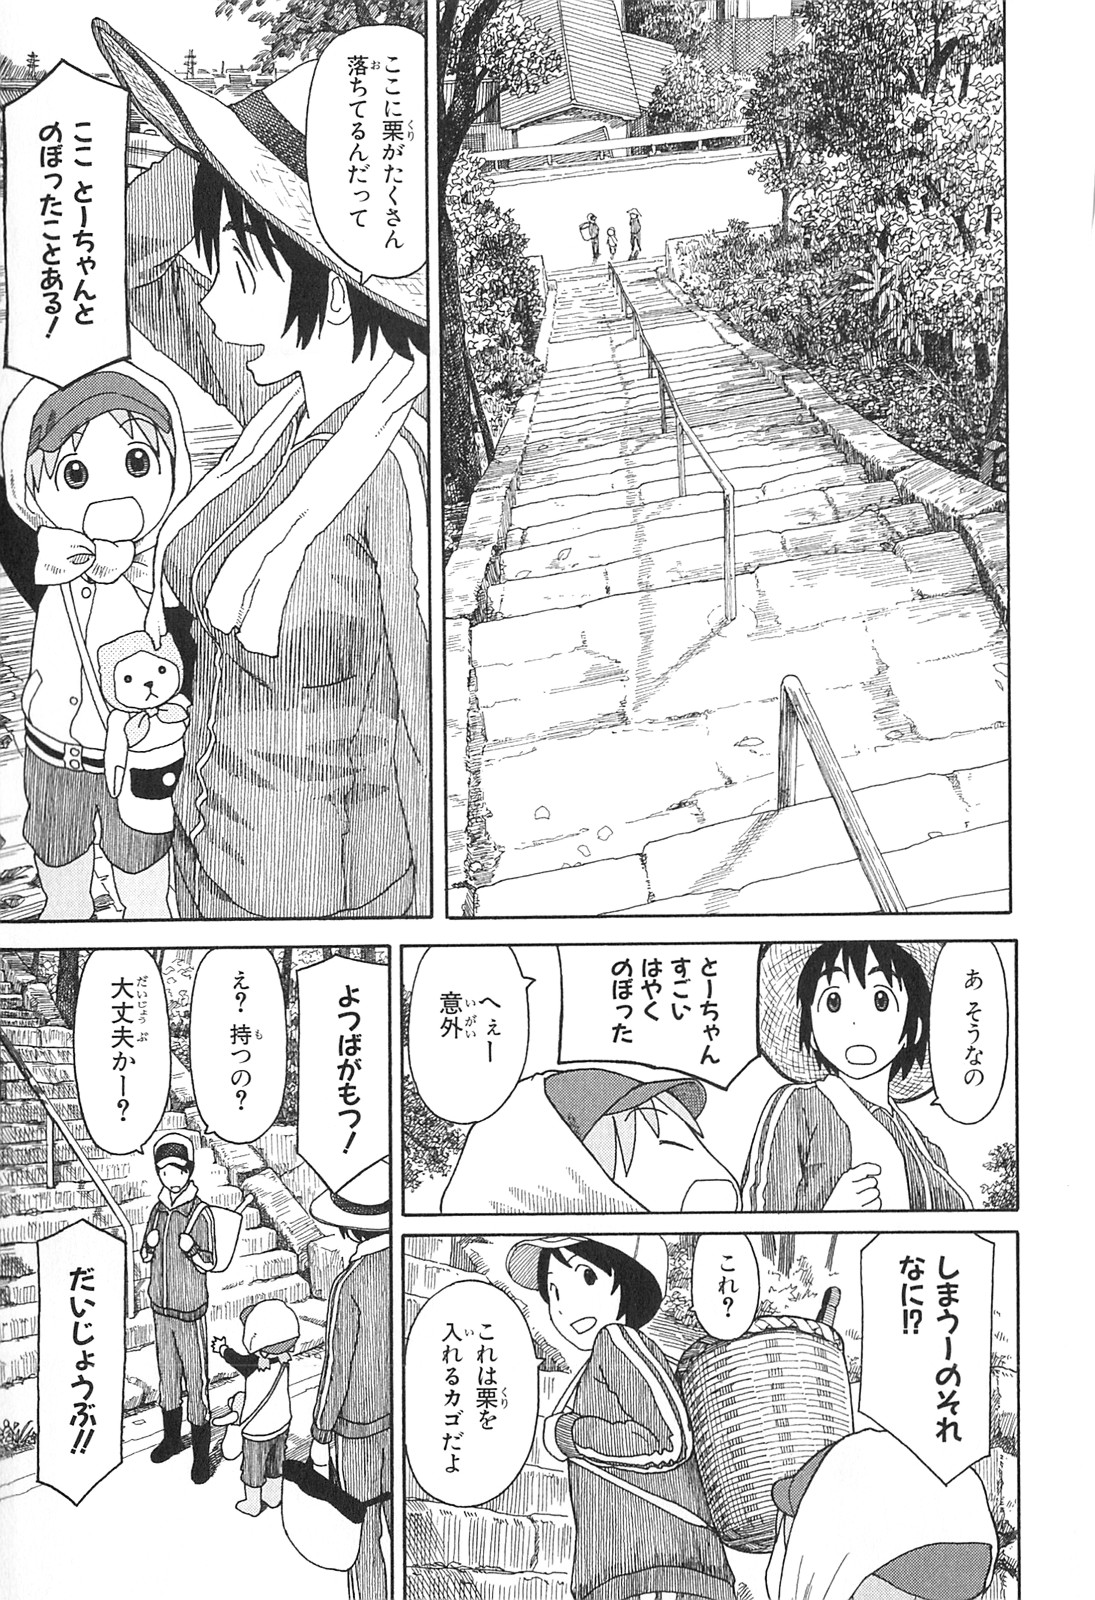 ここに栗がたくさん
落ちてるんだって
ここ とーちゃんと
のぼったことある!
あ そうなの
とーちゃん
すごい
はやく
のぼった
へぇー
意外
しまうーのそれ
なに!?
これ?
これは栗を
入れるカゴだよ
よつばがもつ!
え? 持つの?
大丈夫かー?
だいじょうぶ!!